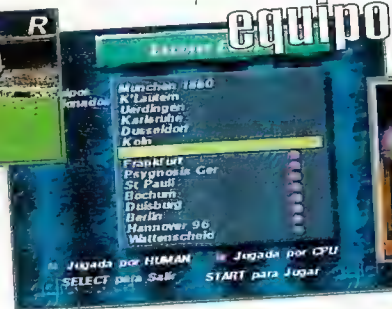 equipo
R
München 1860
K'Lautern
Uerdingen
Karlsruhe
Dusseldorf
Koln
Frankfurt
Psygnosis Ger
St Pauli
Bochum
Duisburg
Berlin
Hannover 96
Wattenscheid
Jugada por HUMAN Jugada por CPU
SELECT para Salir START para Jugar